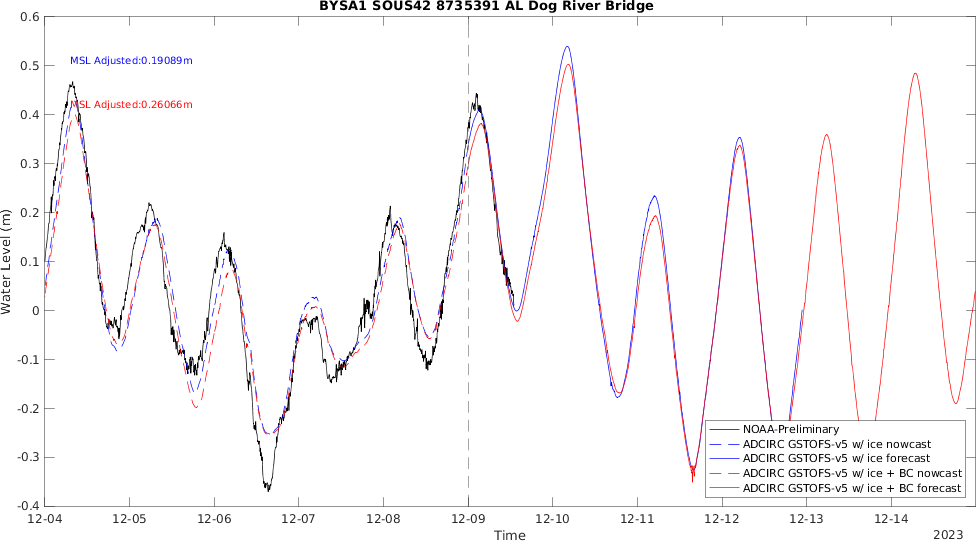 BYSA1 SOUS42 8735391 AL Dog River Bridge
0.6
0.5
0.4
0.3
0.2
0.1
0
-0.1
-0.2
-0.3
-0.4
Water Level (m)
MSL Adjusted:0.19089m
MSL Adjusted:0.26066m
NOAA-Preliminary
ADCIRC GSTOFS-v5 w/ ice nowcast
ADCIRC GSTOFS-v5 w/ ice forecast
ADCIRC GSTOFS-v5 w/ ice + BC nowcast
ADCIRC GSTOFS-v5 w/ ice + BC forecast
12-04 12-05 12-06 12-07 12-08 12-09 12-10 12-11 12-12 12-13 12-14
Time
2023